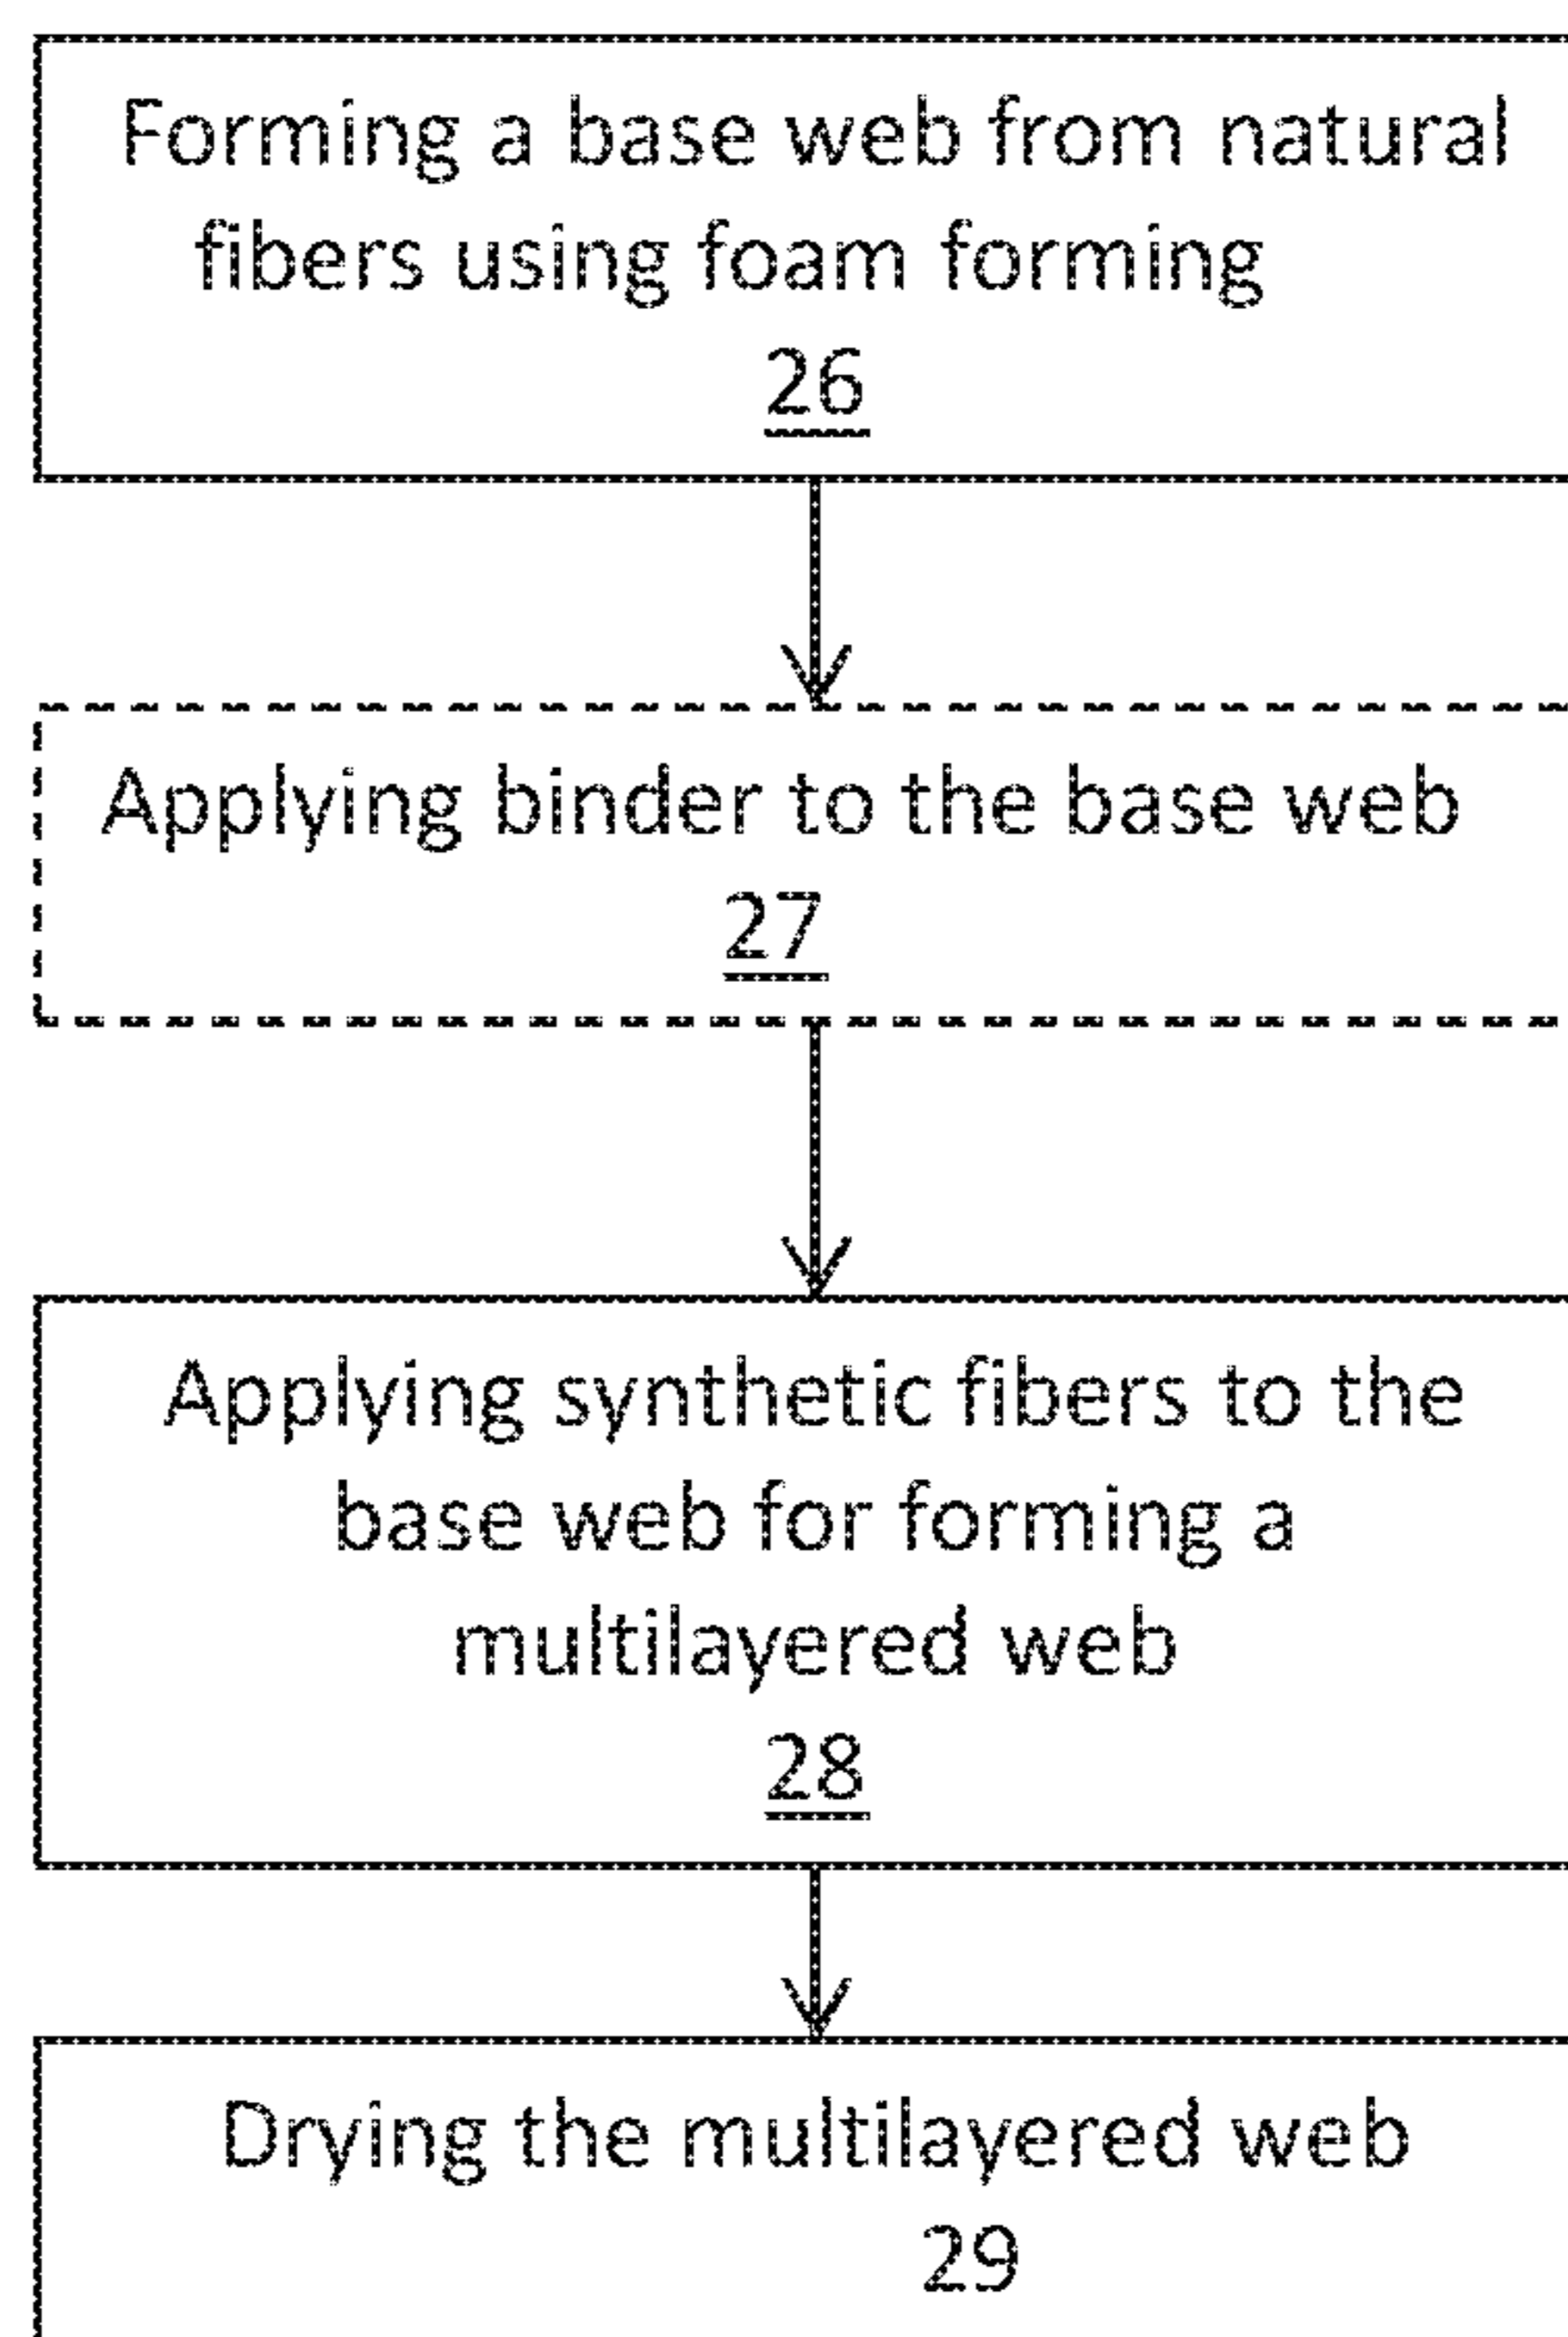 Forming a base web from natural
fibers using foam forming
26
Applying binder to the base web
27
Applying synthetic fibers to the
base web for forming a
multilayered web
28
Drying the multilayered web
29